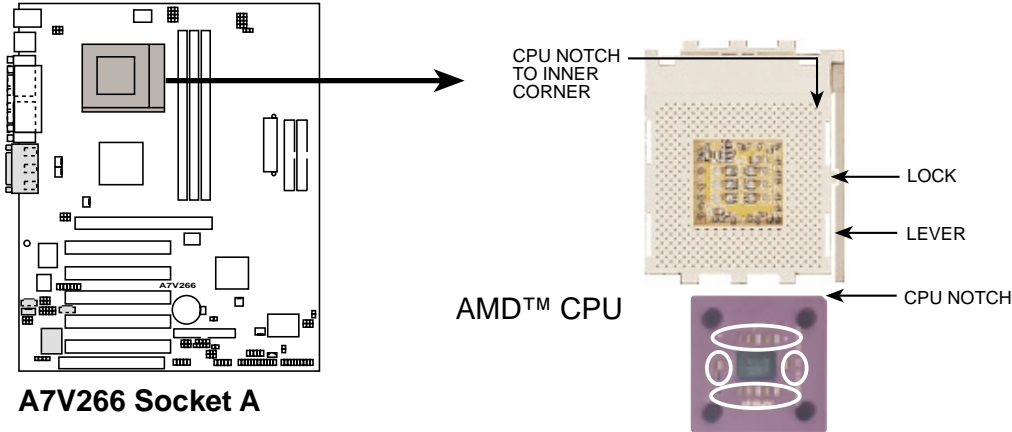 CPU NOTCH
TO INNER
CORNER
LOCK
LEVER
CPU NOTCH
AMD™ CPU
A7V266
A7V266 Socket A